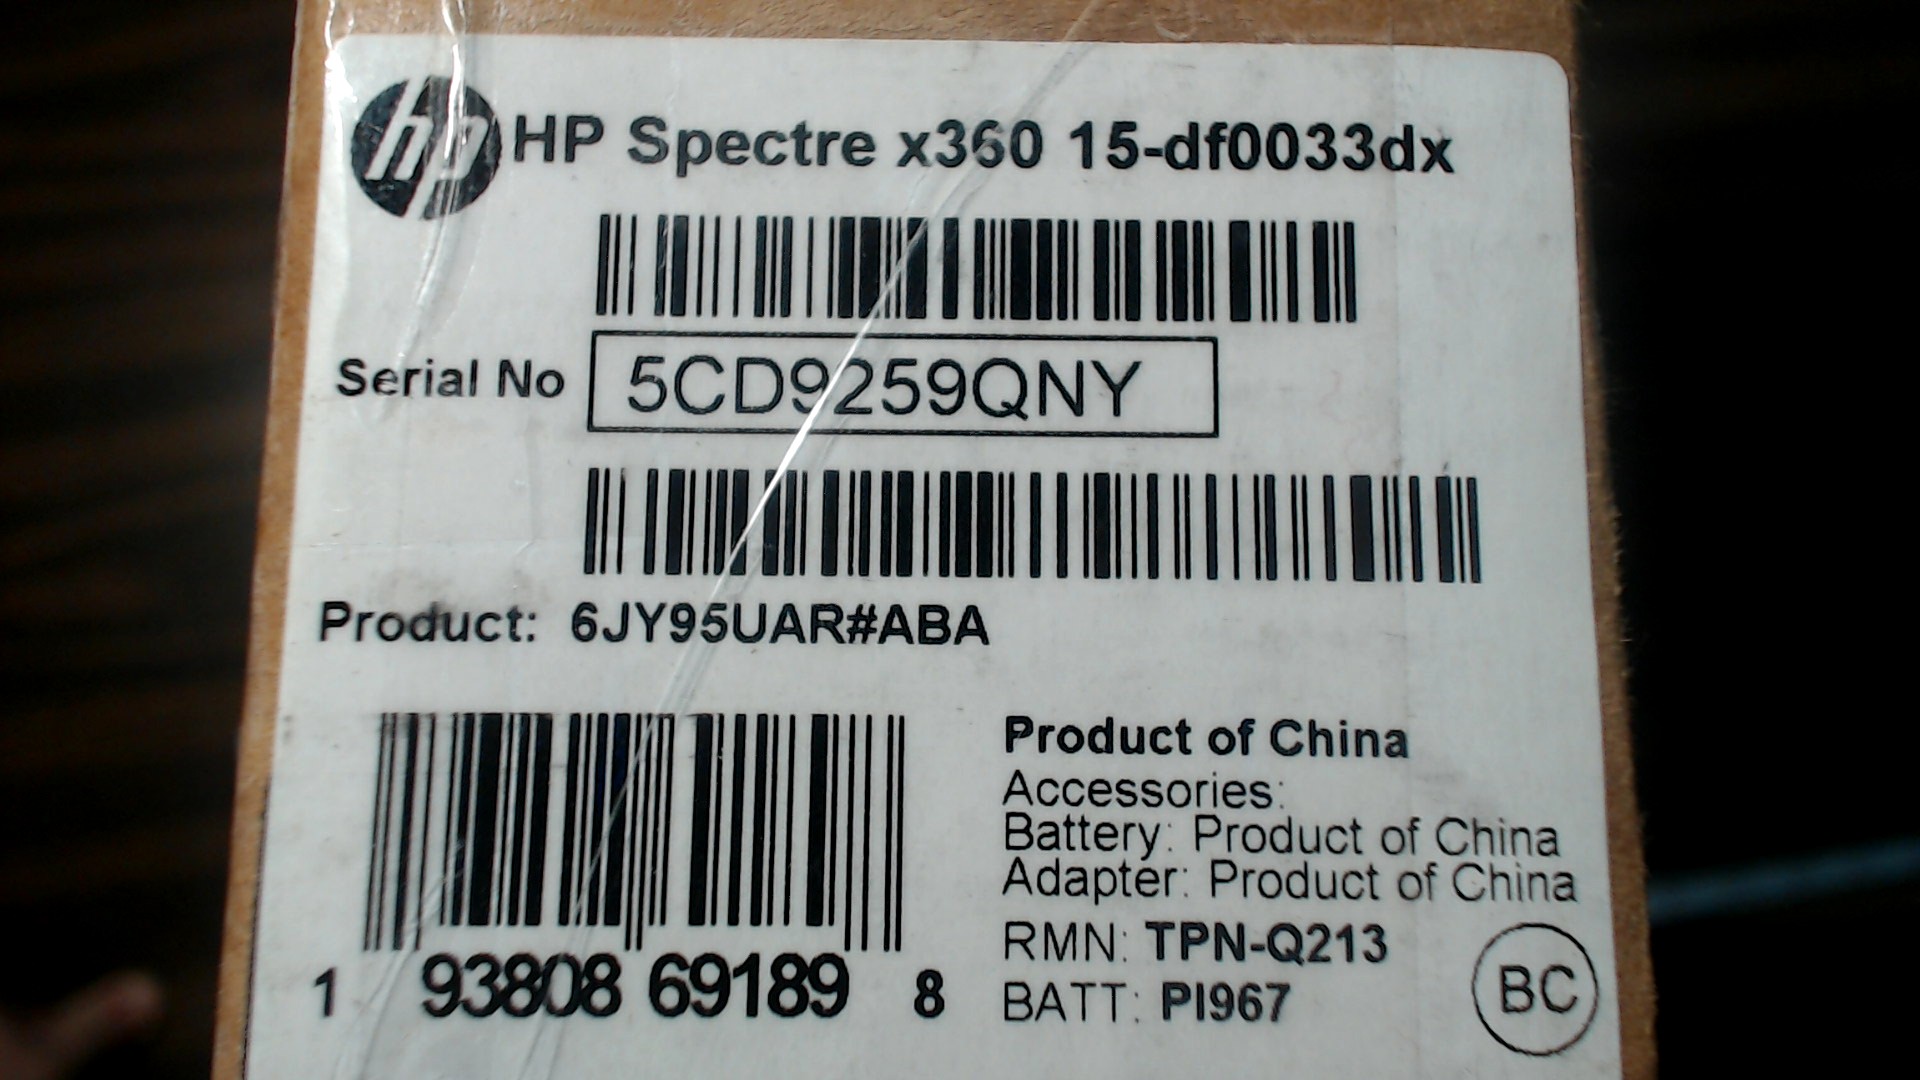 hp HP Spectre x360 15-df0033dx
Serial No 5CD9259QNY
Product: 6JY95UAR#ABA
1 93808 69189 8
Product of China
Accessories:
Battery: Product of China
Adapter: Product of China
RMN: TPN-Q213
BATT: PI967
BC